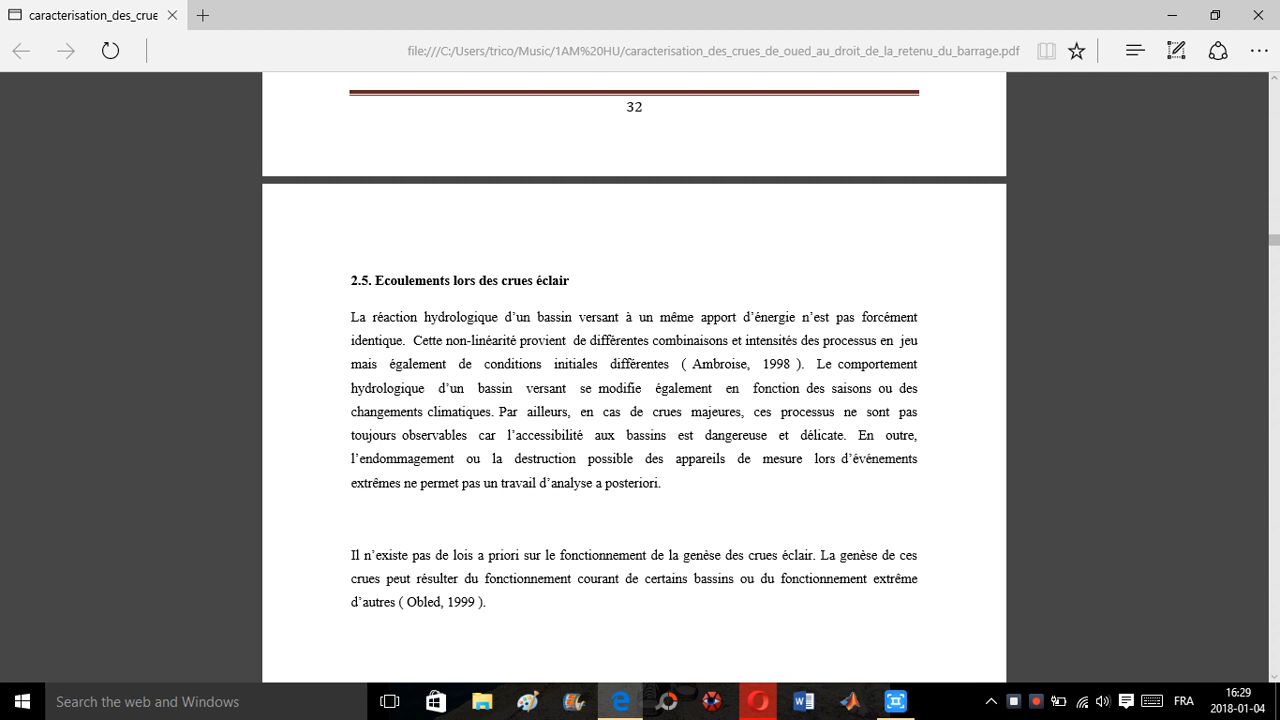 caracterisation_des_crue
file:///C:/Users/trico/Music/1AM%20HU/caracterisation_des_crues_de_oued_au_droit_de_la_retenu_du_barrage.pdf
32
2.5. Ecoulements lors des crues éclair
La réaction hydrologique d’un bassin versant à un même apport d’énergie n’est pas forcément
identique. Cette non-linéarité provient de différentes combinaisons et intensités des processus en jeu
mais également de conditions initiales différentes ( Ambroise, 1998 ). Le comportement
hydrologique d’un bassin versant se modifie également en fonction des saisons ou des
changements climatiques. Par ailleurs, en cas de crues majeures, ces processus ne sont pas
toujours observables car l’accessibilité aux bassins est dangereuse et délicate. En outre,
l’endommagement ou la destruction possible des appareils de mesure lors d’événements
extrêmes ne permet pas un travail d’analyse a posteriori.
Il n’existe pas de lois a priori sur le fonctionnement de la genèse des crues éclair. La genèse de ces
crues peut résulter du fonctionnement courant de certains bassins ou du fonctionnement extrême
d’autres ( Obled, 1999 ).
Search the web and Windows
FRA
16:29
2018-01-04